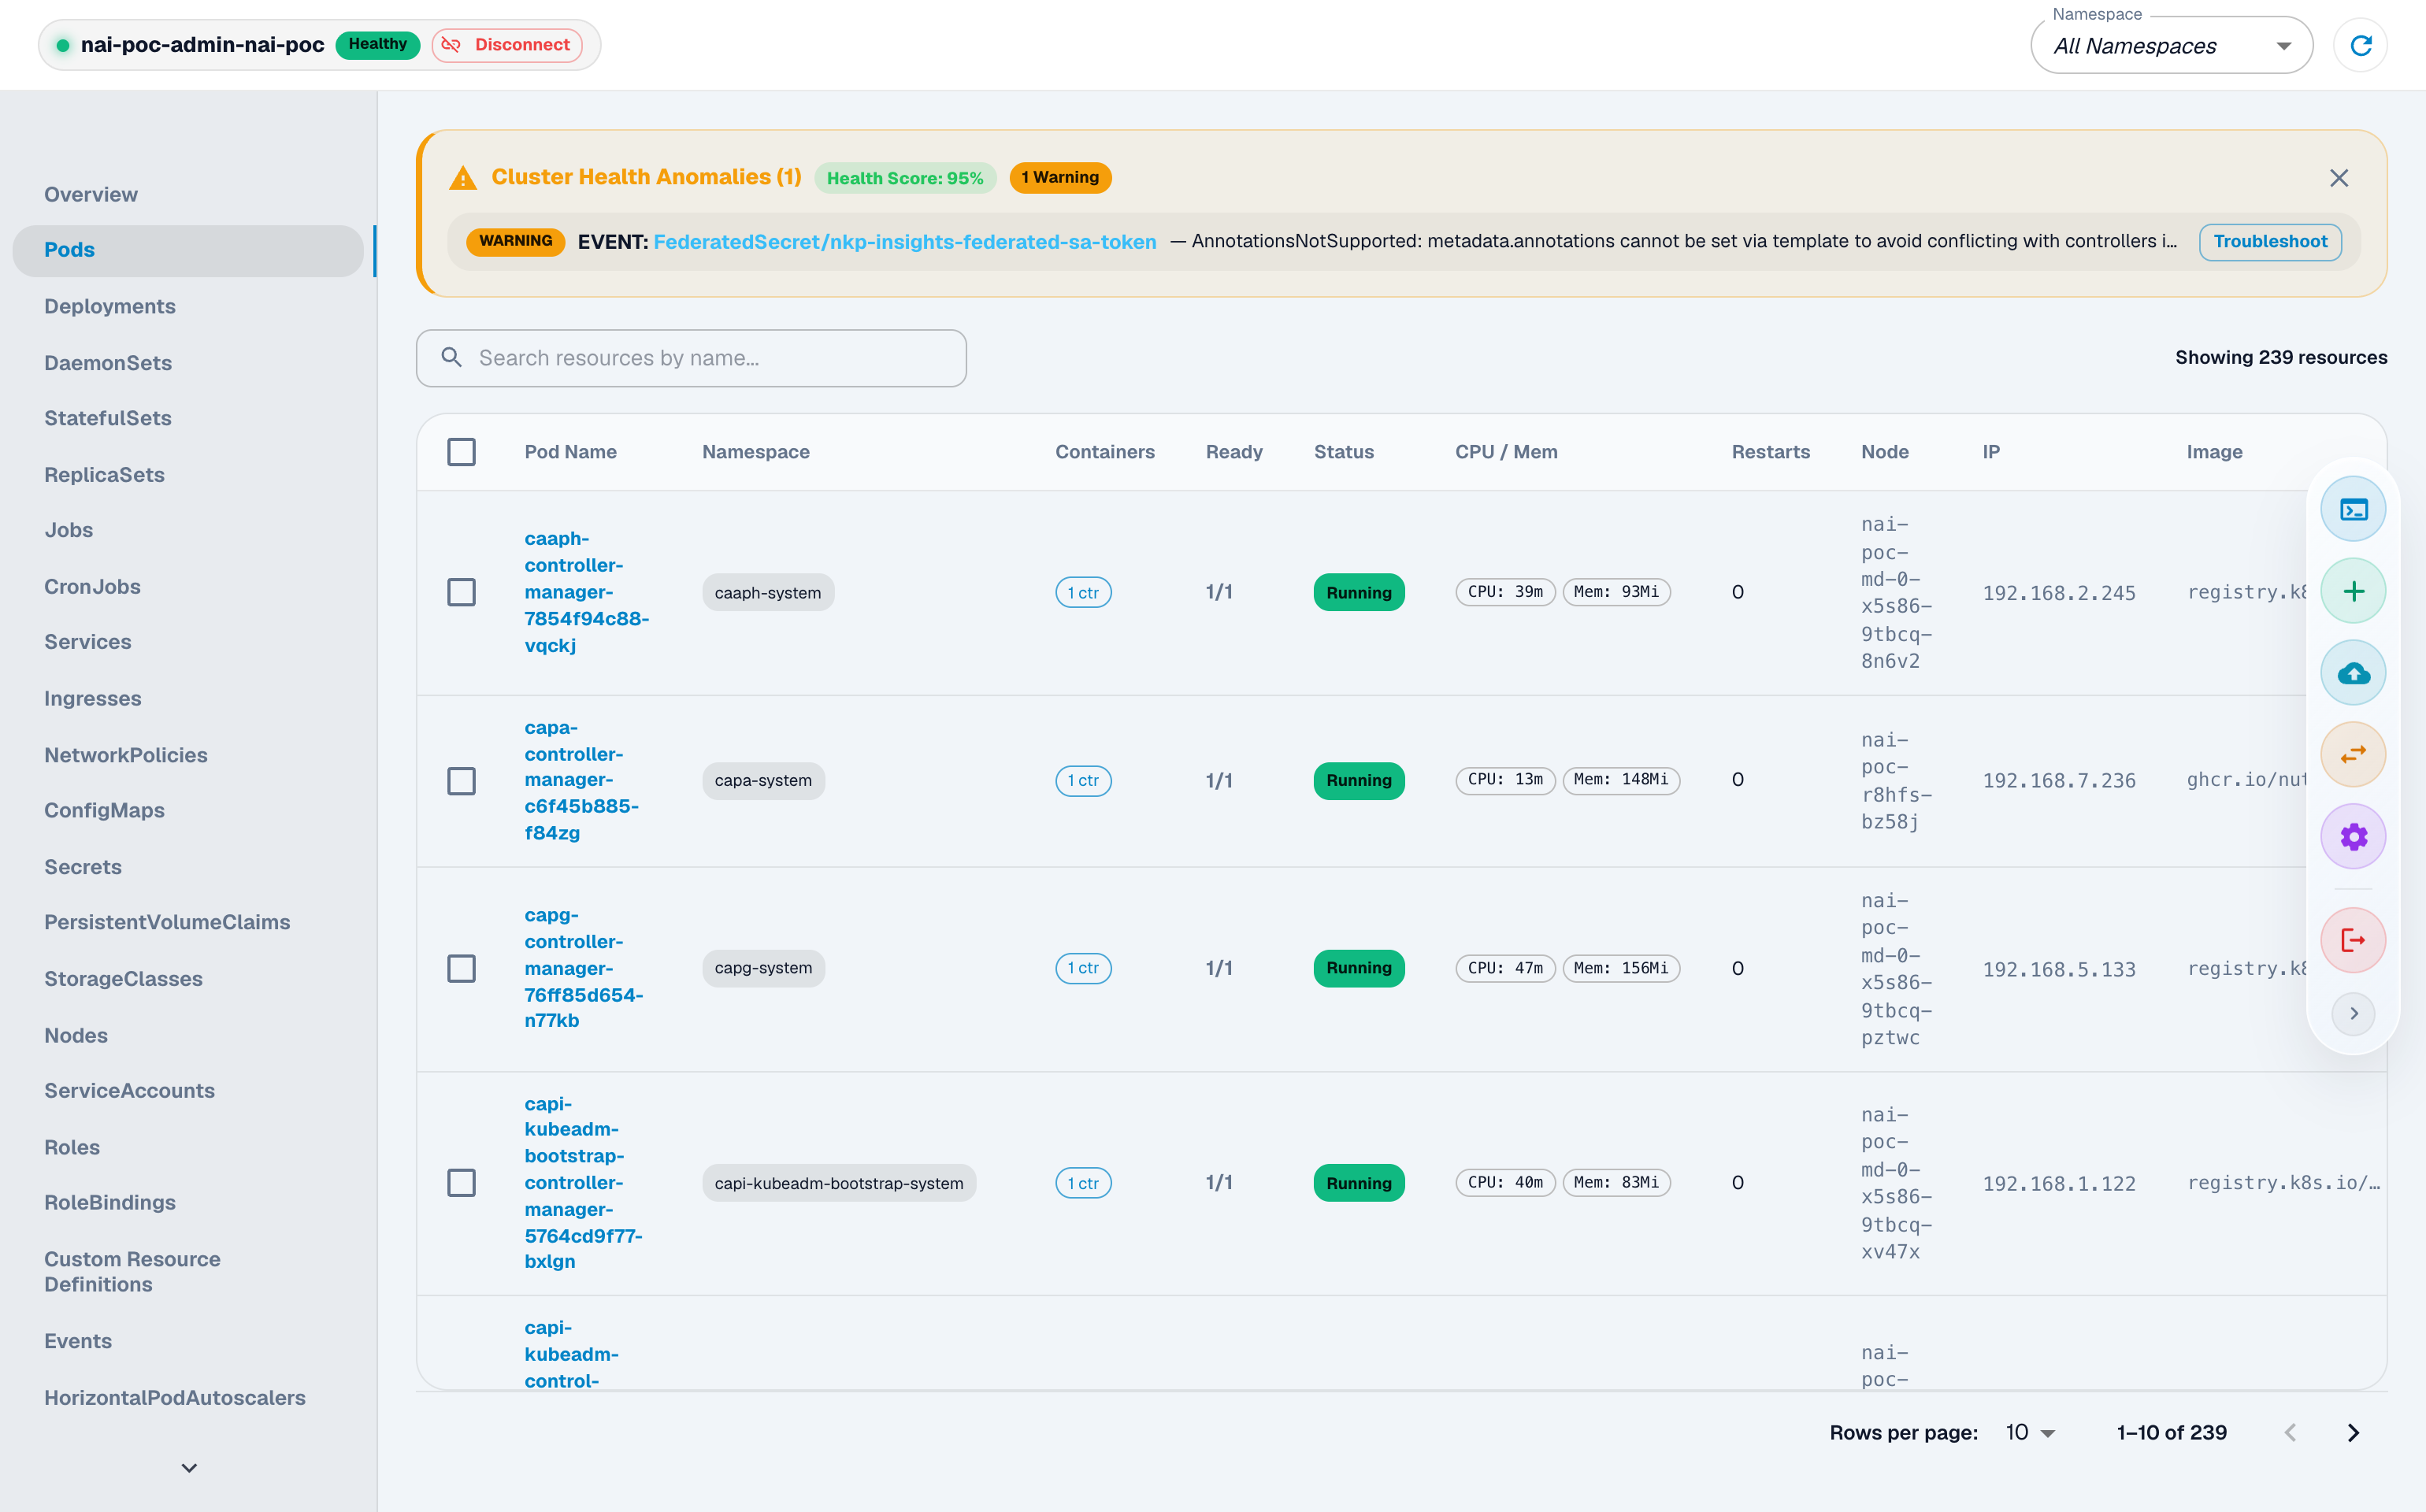 nai-poc-admin-nai-poc Healthy Disconnect
Namespace
All Namespaces
Overview
Pods
Deployments
DaemonSets
StatefulSets
ReplicaSets
Jobs
CronJobs
Services
Ingresses
NetworkPolicies
ConfigMaps
Secrets
PersistentVolumeClaims
StorageClasses
Nodes
ServiceAccounts
Roles
RoleBindings
Custom Resource
Definitions
Events
HorizontalPodAutoscalers
Cluster Health Anomalies (1) Health Score: 95% 1 Warning
WARNING EVENT: FederatedSecret/nkp-insights-federated-sa-token — AnnotationsNotSupported: metadata.annotations cannot be set via template to avoid conflicting with controllers i... Troubleshoot
Search resources by name...
Showing 239 resources
Pod Name Namespace Containers Ready Status CPU / Mem Restarts Node IP Image
caaph-
controller-
manager-
7854f94c88-
vqckj
caaph-system
1 ctr
1/1
Running
CPU: 39m Mem: 93Mi
0
nai-
poc-
md-0-
x5s86-
9tbcq-
8n6v2
192.168.2.245
registry.k8
capa-
controller-
manager-
c6f45b885-
f84zg
capa-system
1 ctr
1/1
Running
CPU: 13m Mem: 148Mi
0
nai-
poc-
r8hfs-
bz58j
192.168.7.236
ghcr.io/nut
capg-
controller-
manager-
76ff85d654-
n77kb
capg-system
1 ctr
1/1
Running
CPU: 47m Mem: 156Mi
0
nai-
poc-
md-0-
x5s86-
9tbcq-
pztwc
192.168.5.133
registry.k8
capi-
kubeadm-
bootstrap-
controller-
manager-
5764cd9f77-
bxlgn
capi-kubeadm-bootstrap-system
1 ctr
1/1
Running
CPU: 40m Mem: 83Mi
0
nai-
poc-
md-0-
x5s86-
9tbcq-
xv47x
192.168.1.122
registry.k8s.io/...
capi-
kubeadm-
control-
nai-
poc-
Rows per page: 10 1–10 of 239